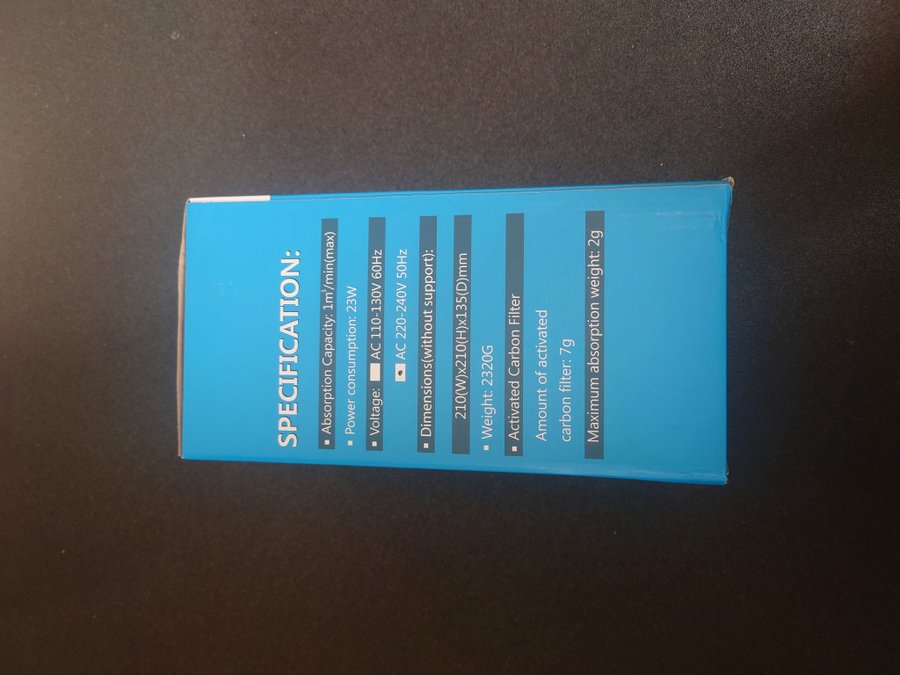 SPECIFICATION:
▪ Absorption Capacity: 1m³/min(max)
▪ Power consumption: 23W
▪ Voltage: AC 110-130V 60Hz
AC 220-240V 50Hz
▪ Dimensions(without support):
210(W)x210(H)x135(D)mm
▪ Weight: 2320G
▪ Activated Carbon Filter
Amount of activated
carbon filter: 7g
Maximum absorption weight: 2g